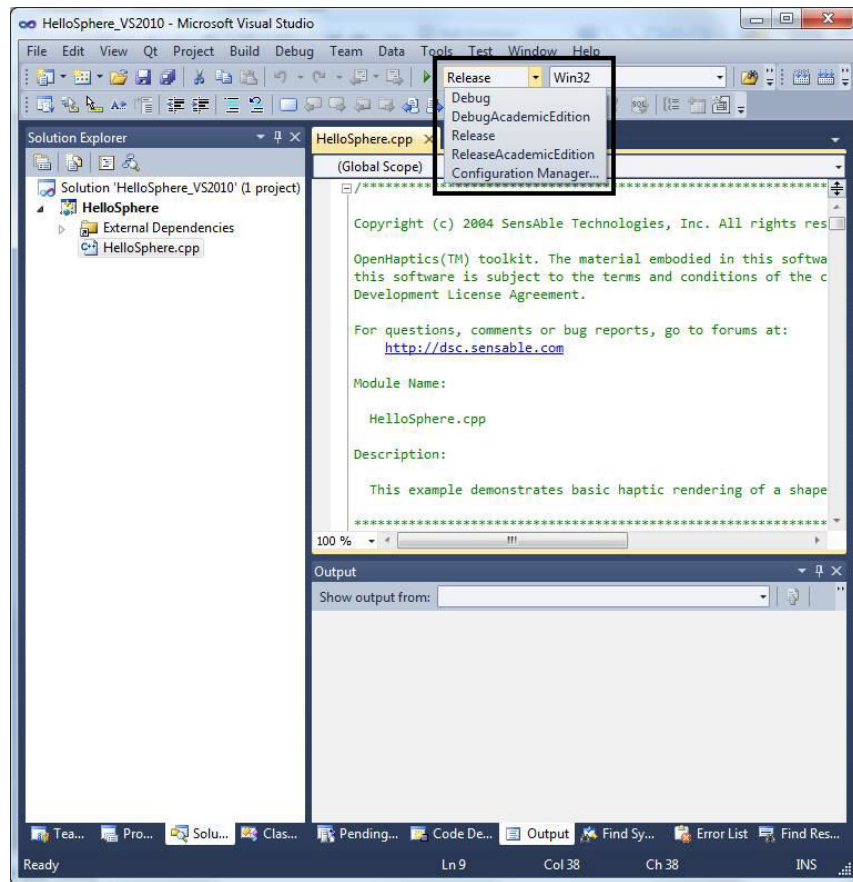 HelloSphere_VS2010 - Microsoft Visual Studio
File Edit View Qt Project Build Debug Team Data Tools Test Window Help
Release Win32
Debug
DebugAcademicEdition
Release
ReleaseAcademicEdition
Configuration Manager...
Solution Explorer
Solution 'HelloSphere_VS2010' (1 project)
HelloSphere
External Dependencies
HelloSphere.cpp
HelloSphere.cpp
(Global Scope)
/*****************************************************************
Copyright (c) 2004 SensAble Technologies, Inc. All rights res
OpenHaptics(TM) toolkit. The material embodied in this softwa
this software is subject to the terms and conditions of the c
Development License Agreement.
For questions, comments or bug reports, go to forums at:
http://dsc.sensable.com
Module Name:
HelloSphere.cpp
Description:
This example demonstrates basic haptic rendering of a shape
*****************************************************************
100 %
Output
Show output from:
Tea... Pro... Solu... Clas... Pending... Code De... Output Find Sy... Error List Find Res...
Ready Ln 9 Col 38 Ch 38 INS